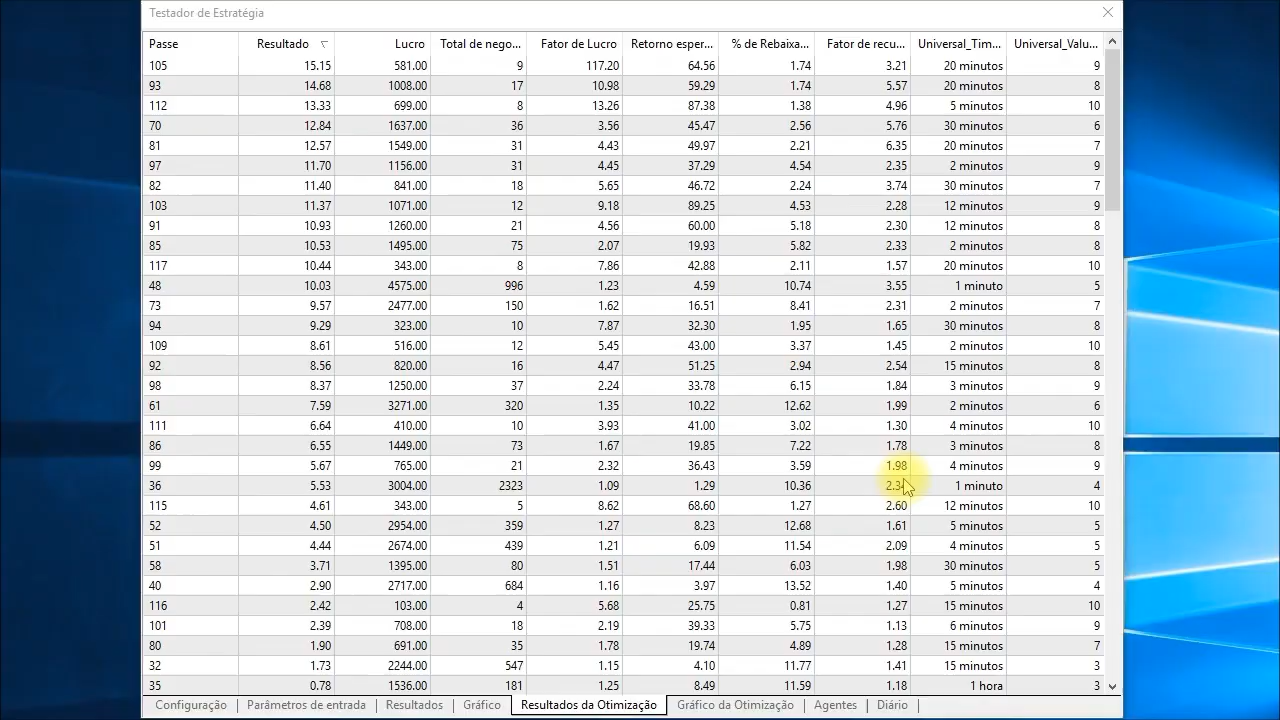 Testador de Estratégia
Passe Resultado Lucro Total de nego... Fator de Lucro Retorno esper... % de Rebaixa... Fator de recu... Universal_Tim... Universal_Valu...
105 15.15 581.00 9 117.20 64.56 1.74 3.21 20 minutos 9
93 14.68 1008.00 17 10.98 59.29 1.74 5.57 20 minutos 8
112 13.33 699.00 8 13.26 87.38 1.38 4.96 5 minutos 10
70 12.84 1637.00 36 3.56 45.47 2.56 5.76 30 minutos 6
81 12.57 1549.00 31 4.43 49.97 2.21 6.35 20 minutos 7
97 11.70 1156.00 31 4.45 37.29 4.54 2.35 2 minutos 9
82 11.40 841.00 18 5.65 46.72 2.24 3.74 30 minutos 7
103 11.37 1071.00 12 9.18 89.25 4.53 2.28 12 minutos 9
91 10.93 1260.00 21 4.56 60.00 5.18 2.30 12 minutos 8
85 10.53 1495.00 75 2.07 19.93 5.82 2.33 2 minutos 8
117 10.44 343.00 8 7.86 42.88 2.11 1.57 20 minutos 10
48 10.03 4575.00 996 1.23 4.59 10.74 3.55 1 minuto 5
73 9.57 2477.00 150 1.62 16.51 8.41 2.31 2 minutos 7
94 9.29 323.00 10 7.87 32.30 1.95 1.65 30 minutos 8
109 8.61 516.00 12 5.45 43.00 3.37 1.45 2 minutos 10
92 8.56 820.00 16 4.47 51.25 2.94 2.54 15 minutos 8
98 8.37 1250.00 37 2.24 33.78 6.15 1.84 3 minutos 9
61 7.59 3271.00 320 1.35 10.22 12.62 1.99 2 minutos 6
111 6.64 410.00 10 3.93 41.00 3.02 1.30 4 minutos 10
86 6.55 1449.00 73 1.67 19.85 7.22 1.78 3 minutos 8
99 5.67 765.00 21 2.32 36.43 3.59 1.98 4 minutos 9
36 5.53 3004.00 2323 1.09 1.29 10.36 1 minuto 4
115 4.61 343.00 5 8.62 68.60 1.27 2.60 12 minutos 10
52 4.50 2954.00 359 1.27 8.23 12.68 1.61 5 minutos 5
51 4.44 2674.00 439 1.21 6.09 11.54 2.09 4 minutos 5
58 3.71 1395.00 80 1.51 17.44 6.03 1.98 30 minutos 5
40 2.90 2717.00 684 1.16 3.97 13.52 1.40 5 minutos 4
116 2.42 103.00 4 5.68 25.75 0.81 1.27 15 minutos 10
101 2.39 708.00 18 2.19 39.33 5.75 1.13 6 minutos 9
80 1.90 691.00 35 1.78 19.74 4.89 1.28 15 minutos 7
32 1.73 2244.00 547 1.15 4.10 11.77 1.41 15 minutos 3
35 0.78 1536.00 181 1.25 8.49 11.59 1.18 1 hora 3
Configuração Parâmetros de entrada Resultados Gráfico Resultados da Otimização Gráfico da Otimização Agentes Diário